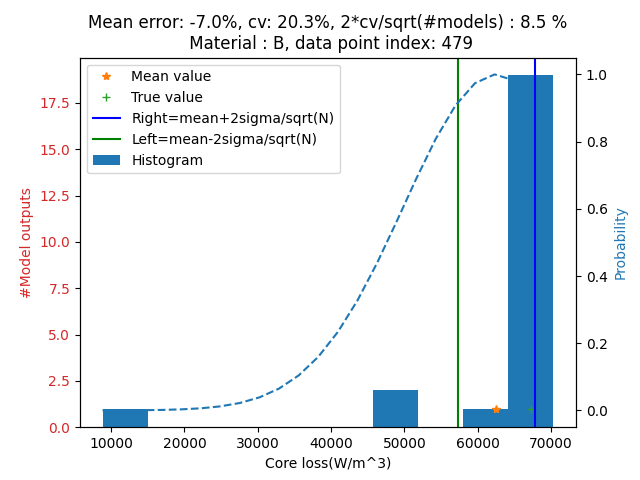 Mean error: -7.0%, cv: 20.3%, 2*cv/sqrt(#models) : 8.5 %
Material : B, data point index: 479
Mean value
True value
Right=mean+2sigma/sqrt(N)
Left=mean-2sigma/sqrt(N)
Histogram
#Model outputs
17.5
15.0
12.5
10.0
7.5
5.0
2.5
0.0
1.0
0.8
0.6
0.4
0.2
0.0
Probability
10000 20000 30000 40000 50000 60000 70000
Core loss(W/m^3)